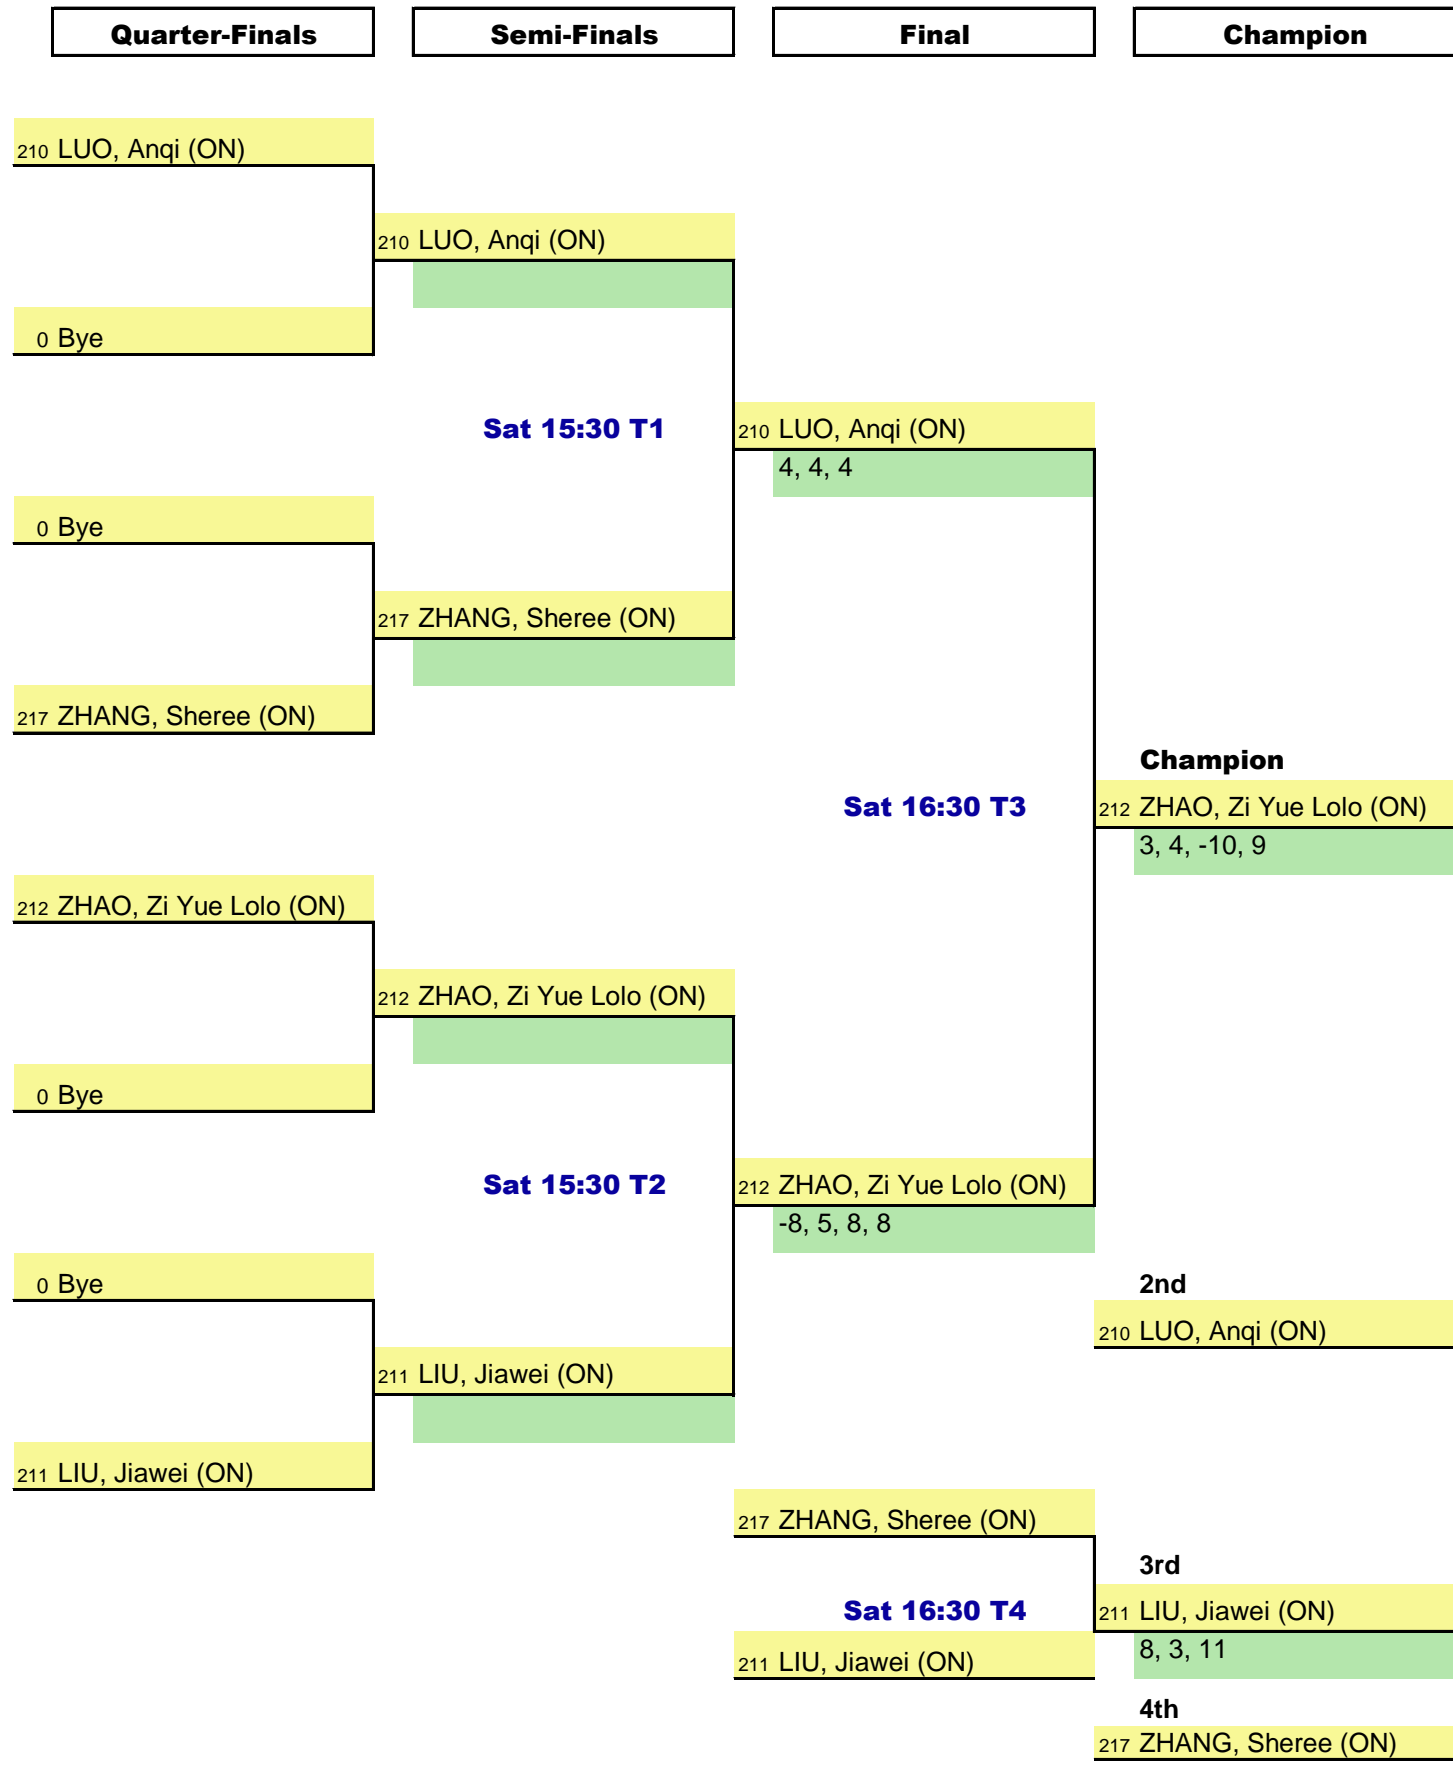 Quarter-Finals Semi-Finals Final Champion
210 LUO, Anqi (ON)
210 LUO, Anqi (ON)
0 Bye
Sat 15:30 T1 210 LUO, Anqi (ON)
4, 4, 4
0 Bye
217 ZHANG, Sheree (ON)
217 ZHANG, Sheree (ON)
Champion
Sat 16:30 T3 212 ZHAO, Zi Yue Lolo (ON)
3, 4, -10, 9
212 ZHAO, Zi Yue Lolo (ON)
212 ZHAO, Zi Yue Lolo (ON)
0 Bye
Sat 15:30 T2 212 ZHAO, Zi Yue Lolo (ON)
-8, 5, 8, 8
0 Bye 2nd
210 LUO, Anqi (ON)
211 LIU, Jiawei (ON)
211 LIU, Jiawei (ON)
217 ZHANG, Sheree (ON)
3rd
Sat 16:30 T4 211 LIU, Jiawei (ON)
8, 3, 11
211 LIU, Jiawei (ON)
4th
217 ZHANG, Sheree (ON)